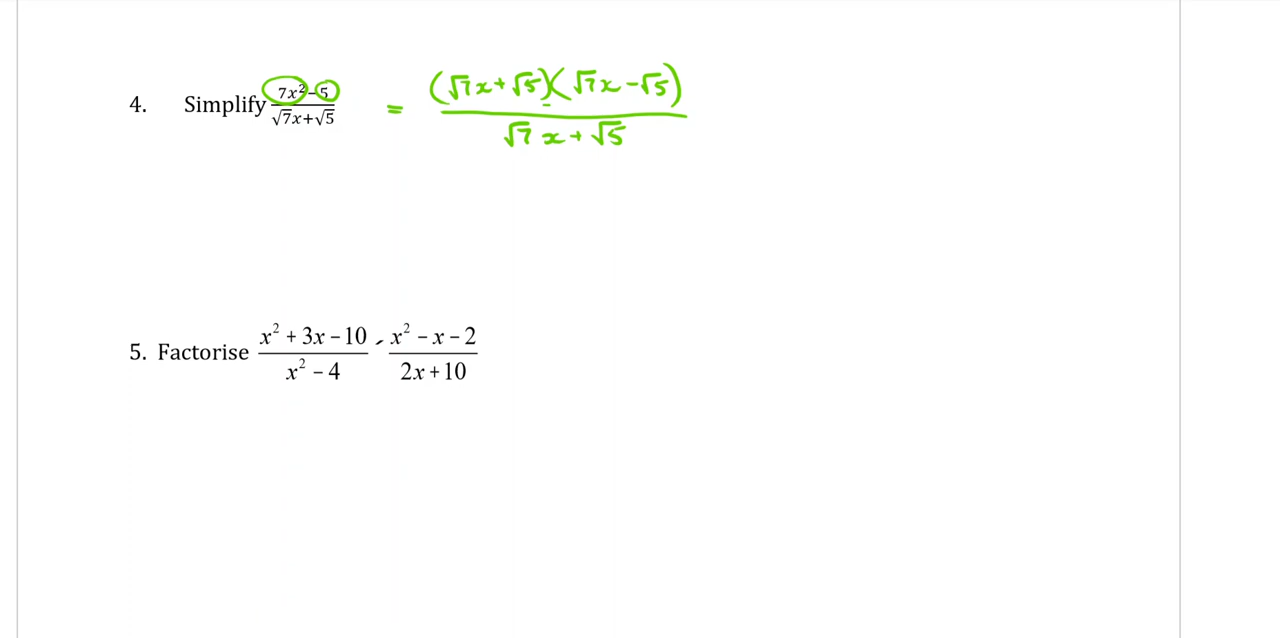 4. Simplify (7x²−5)/(√7x+√5) = (√7x+√5)(√7x−√5)/(√7x+√5)
5. Factorise (x²+3x−10)/(x²−4) ֊ (x²−x−2)/(2x+10)